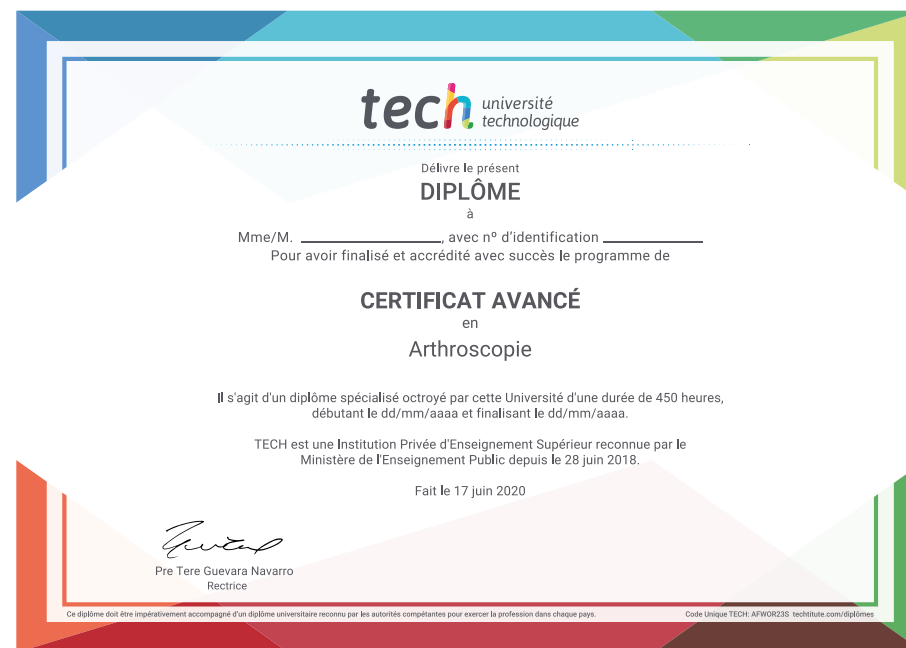 tech université
technologique
Délivre le présent
DIPLÔME
à
Mme/M. ____________________, avec nº d'identification ______________
Pour avoir finalisé et accrédité avec succès le programme de
CERTIFICAT AVANCÉ
en
Arthroscopie
Il s'agit d'un diplôme spécialisé octroyé par cette Université d'une durée de 450 heures,
débutant le dd/mm/aaaa et finalisant le dd/mm/aaaa.
TECH est une Institution Privée d'Enseignement Supérieur reconnue par le
Ministère de l'Enseignement Public depuis le 28 juin 2018.
Fait le 17 juin 2020
Pre Tere Guevara Navarro
Rectrice
Ce diplôme doit être impérativement accompagné d'un diplôme universitaire reconnu par les autorités compétentes pour exercer la profession dans chaque pays.
Code Unique TECH: AFWOR23S techtitute.com/diplômes